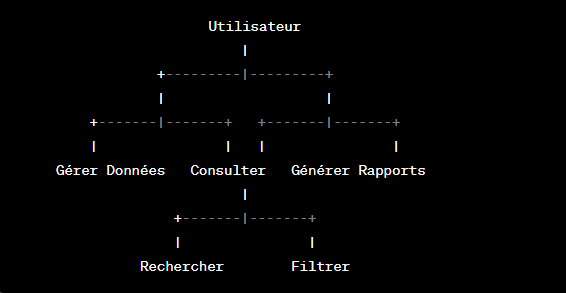 Utilisateur
Gérer Données Consulter Générer Rapports
Rechercher Filtrer